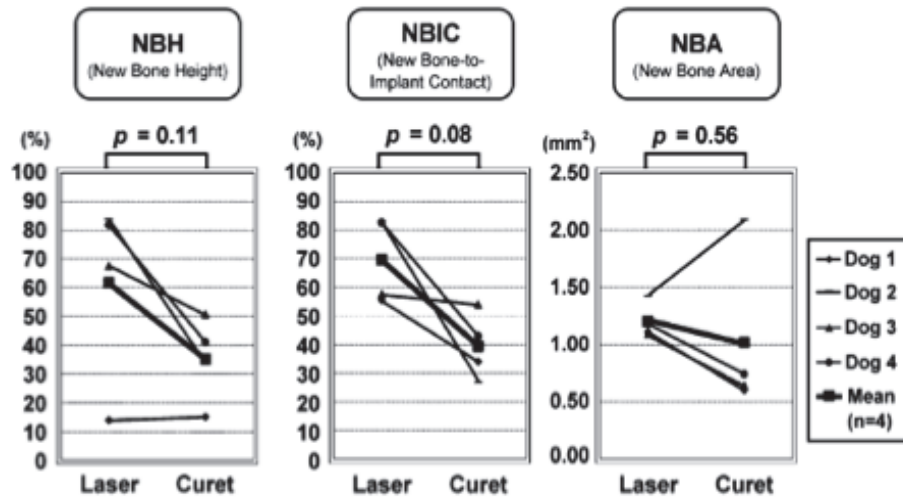 NBH
(New Bone Height)
NBIC
(New Bone-to-
Implant Contact)
NBA
(New Bone Area)
(%)
p = 0.11
100
90
80
70
60
50
40
30
20
10
0
Laser Curet
(%)
p = 0.08
100
90
80
70
60
50
40
30
20
10
0
Laser Curet
(mm²)
p = 0.56
2.50
2.00
1.50
1.00
0.50
0.00
Laser Curet
Dog 1
Dog 2
Dog 3
Dog 4
Mean
(n=4)